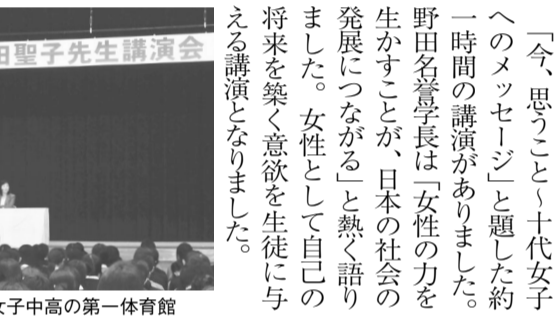 「今、思うこと～十代女子
へのメッセージ」と題した約
一時間の講演がありました。
野田名誉学長は「女性の力を
生かすことが、日本の社会の
発展につながる」と熱く語り
ました。女性として自己の
将来を築く意欲を生徒に与
える講演となりました。
田聖子先生講演会
女子中高の第一体育館